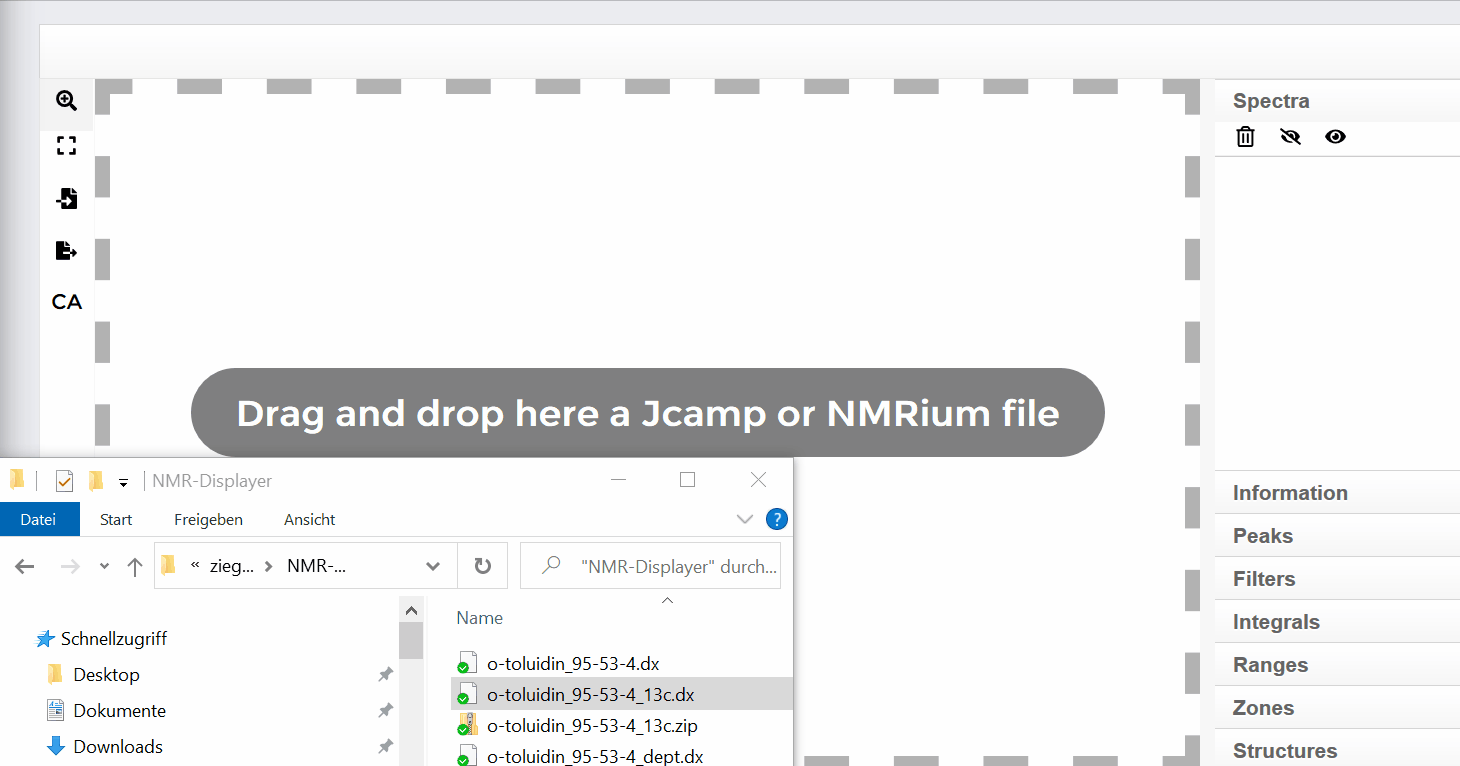 Spectra
CA
Drag and drop here a Jcamp or NMRium file
Information
Peaks
Filters
Integrals
Ranges
Zones
Structures
NMR-Displayer
Datei Start Freigeben Ansicht ?
« zieg... > NMR-... "NMR-Displayer" durch...
Name
Schnellzugriff
Desktop
Dokumente
Downloads
o-toluidin_95-53-4.dx
o-toluidin_95-53-4_13c.dx
o-toluidin_95-53-4_13c.zip
o-toluidin_95-53-4_dept.dx